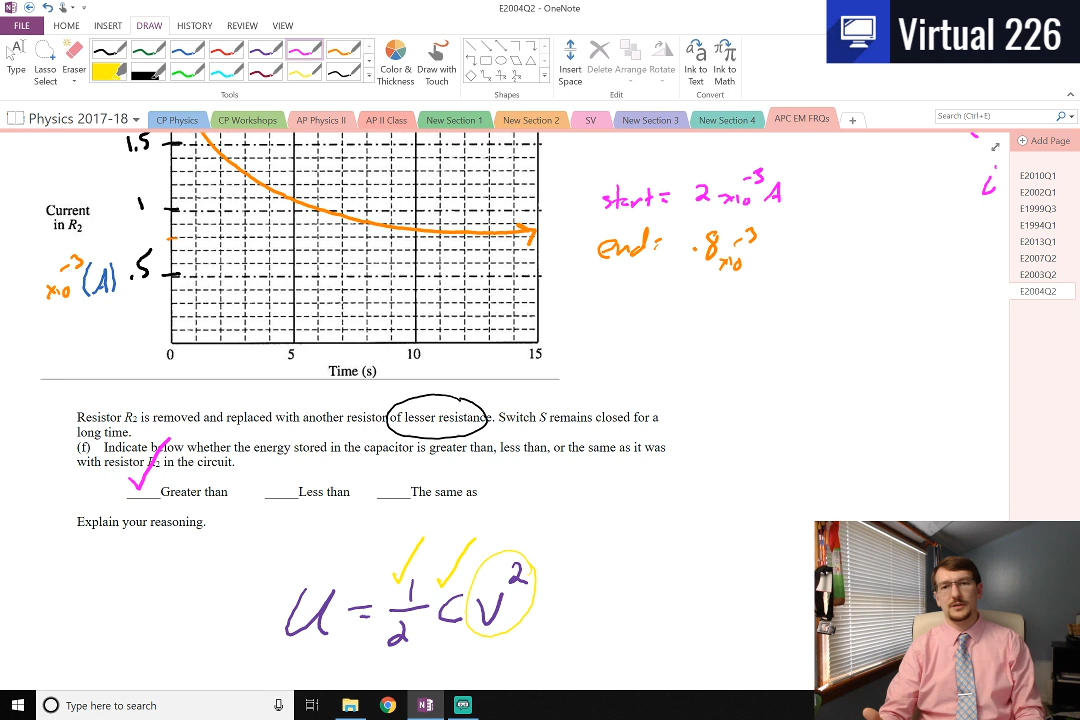 E2004Q2 - OneNote
Virtual 226
FILE HOME INSERT DRAW HISTORY REVIEW VIEW
Type Lasso Select Eraser
Color & Thickness Draw with Touch
Insert Space Delete Arrange Rotate
Ink to Text Ink to Math
Tools Shapes Edit Convert
Physics 2017-18 CP Physics CP Workshops AP Physics II AP II Class New Section 1 New Section 2 SV New Section 3 New Section 4 APC EM FRQs
Search (Ctrl+E)
Add Page
E2010Q1
E2002Q1
E1999Q3
E1994Q1
E2013Q1
E2007Q2
E2003Q2
E2004Q2
1.5
1
.5
Current
in R2
x10-3 (A)
0 5 10 15
Time (s)
start = 2 x10-3 A
end = .8 x10-3
i
Resistor R2 is removed and replaced with another resistor of lesser resistance. Switch S remains closed for a
long time.
(f) Indicate below whether the energy stored in the capacitor is greater than, less than, or the same as it was
with resistor R2 in the circuit.
_____Greater than _____Less than _____The same as
Explain your reasoning.
U = 1/2 C V2
Type here to search